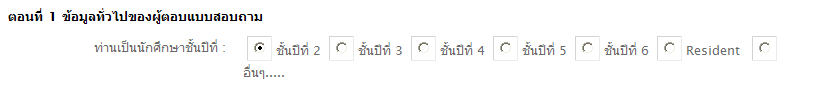 ตอนที่ 1 ข้อมูลทั่วไปของผู้ตอบแบบสอบถาม
ท่านเป็นนักศึกษาชั้นปีที่ : ชั้นปีที่ 2 ชั้นปีที่ 3 ชั้นปีที่ 4 ชั้นปีที่ 5 ชั้นปีที่ 6 Resident
อื่นๆ.....